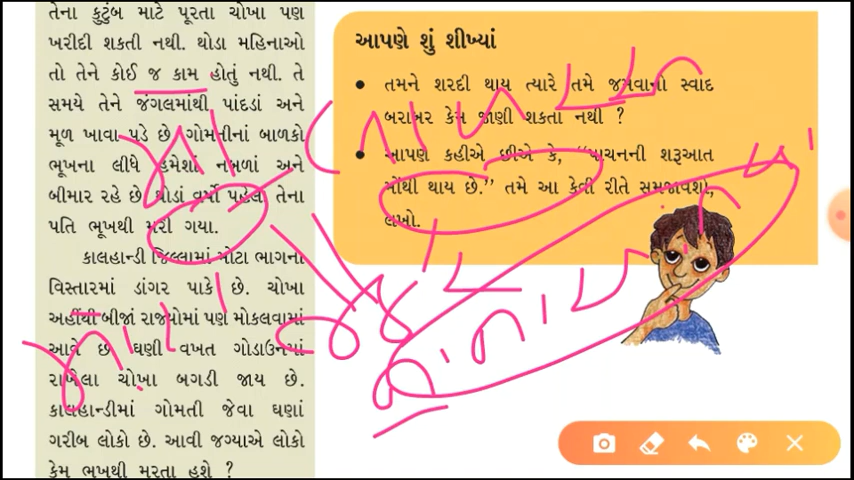 તેના કુટુંબ માટે પૂરતા ચોખા પણ
ખરીદી શકતી નથી. થોડા મહિનાઓ
તો તેને કોઈ જ કામ હોતું નથી. તે
સમયે તેને જંગલમાંથી પાંદડાં અને
મૂળ ખાવા પડે છે. ગોમતીનાં બાળકો
ભૂખના લીધે હંમેશાં નબળાં અને
બીમાર રહે છે. થોડાં વર્ષો પહેલાં તેના
પતિ ભૂખથી મરી ગયા.
કાલહાન્ડી જિલ્લામાં મોટા ભાગના
વિસ્તારમાં ડાંગર પાકે છે. ચોખા
અહીંથી બીજાં રાજ્યોમાં પણ મોકલવામાં
આવે છે. ઘણી વખત ગોડાઉનમાં
રાખેલા ચોખા બગડી જાય છે.
કાલહાન્ડીમાં ગોમતી જેવા ઘણાં
ગરીબ લોકો છે. આવી જગ્યાએ લોકો
કેમ ભૂખથી મરતા હશે ?
આપણે શું શીખ્યાં
• તમને શરદી થાય ત્યારે તમે જમવાનો સ્વાદ
બરાબર કેમ જાણી શકતા નથી ?
• આપણે કહીએ છીએ કે, “પાચનની શરૂઆત
મોંથી થાય છે.” તમે આ કેવી રીતે સમજાવશો,
લખો.